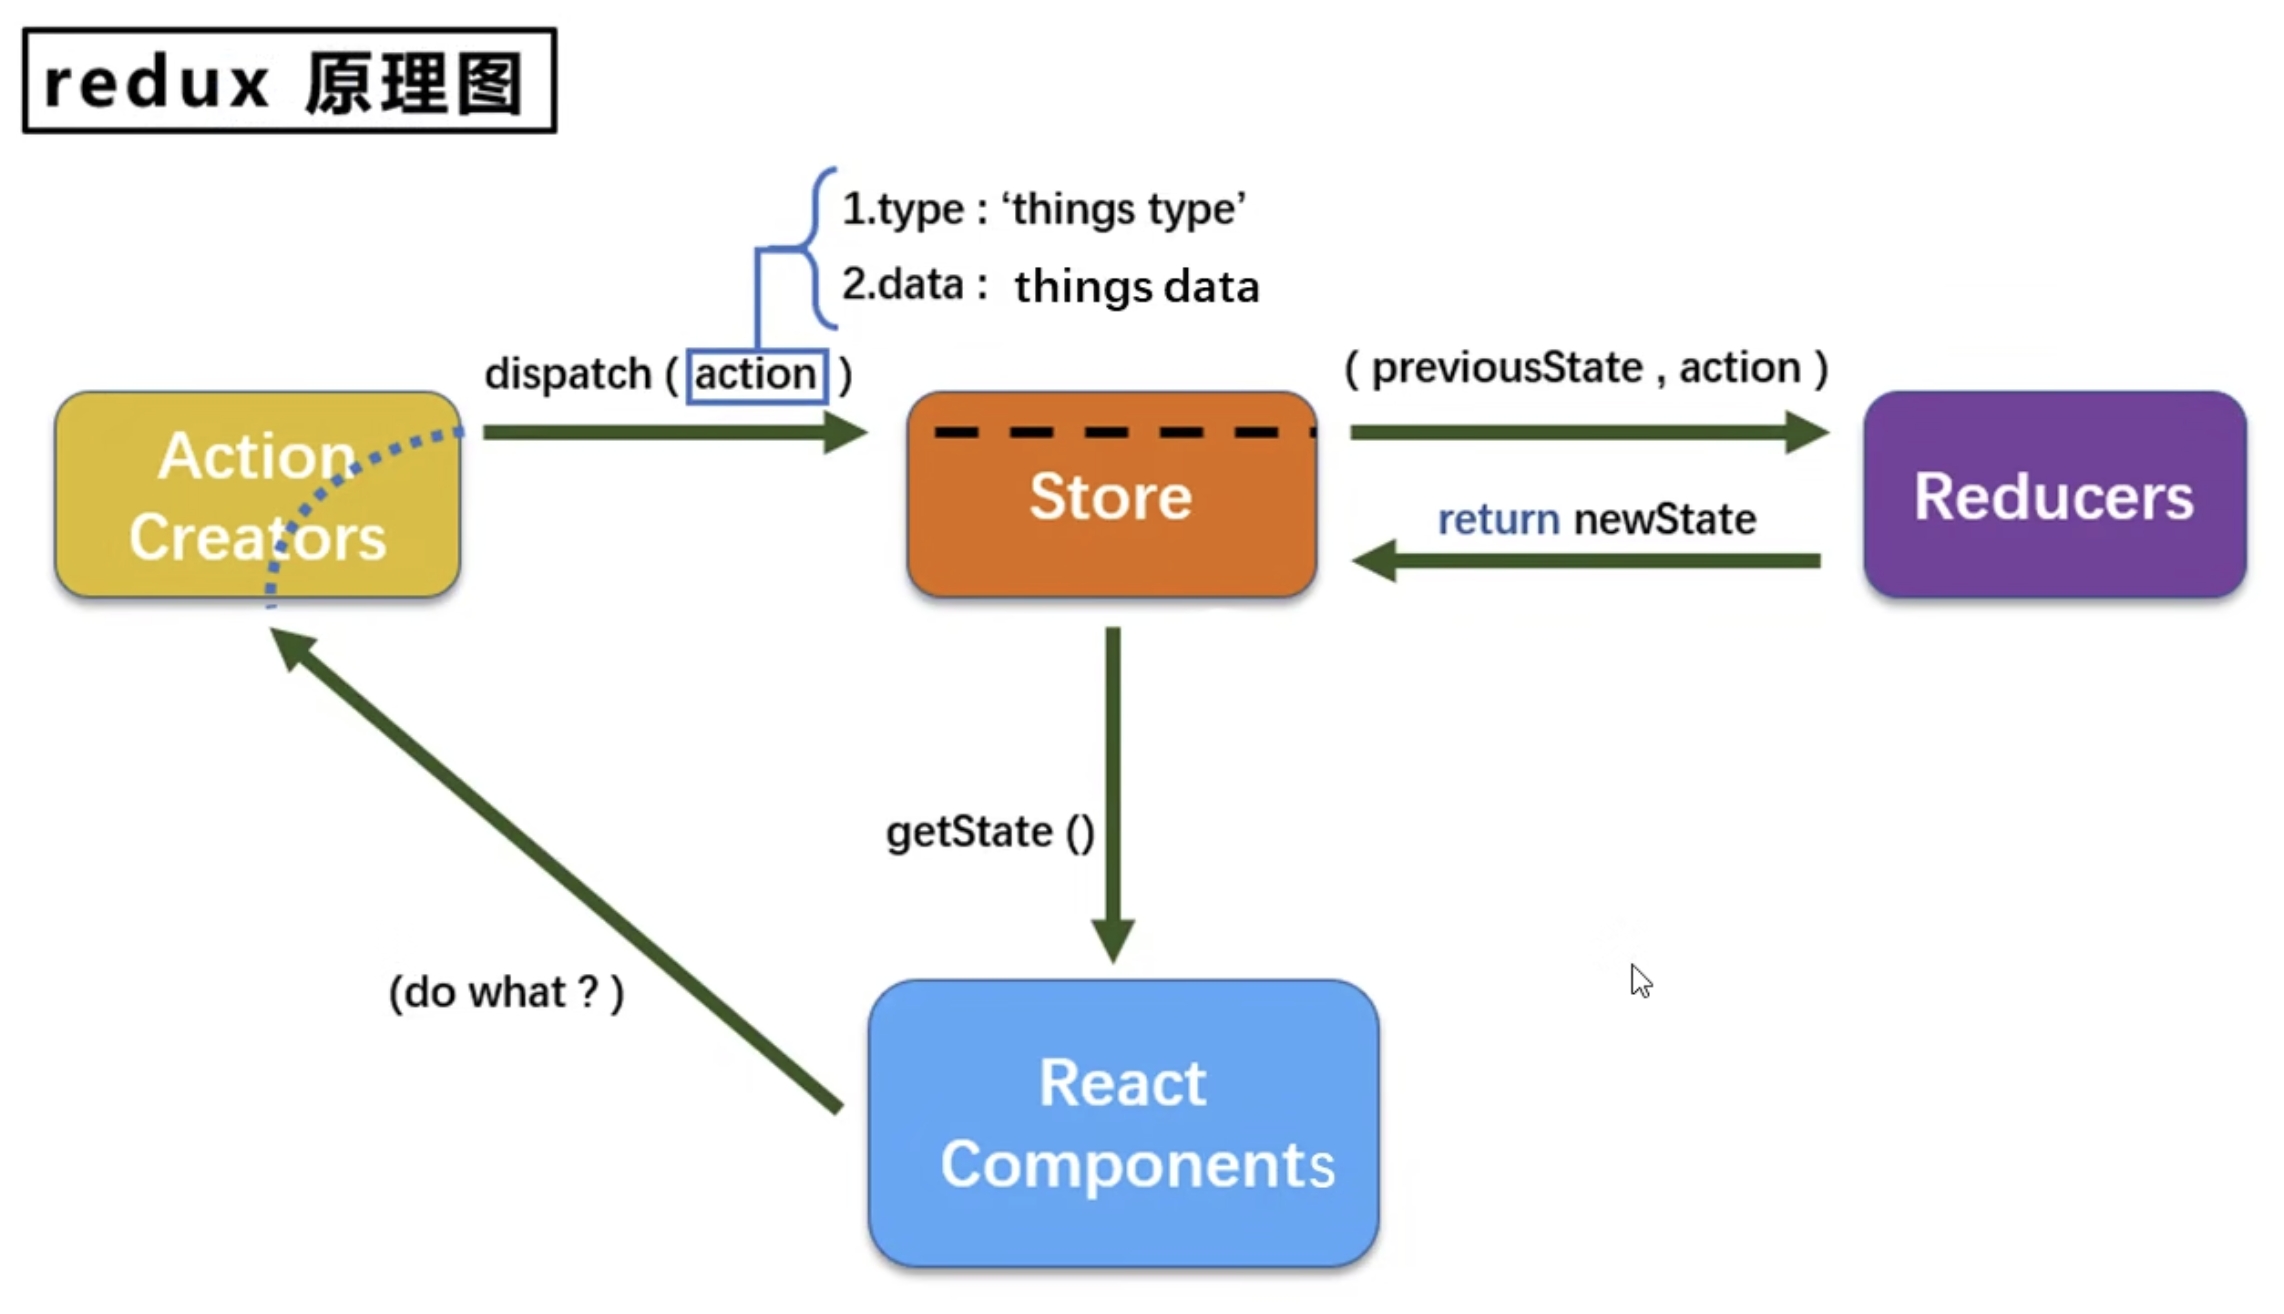 redux 原理图
1.type : ‘things type’
2.data : things data
dispatch ( action )
( previousState , action )
Action
Creators
Store
return newState
Reducers
getState ()
(do what ? )
React
Components